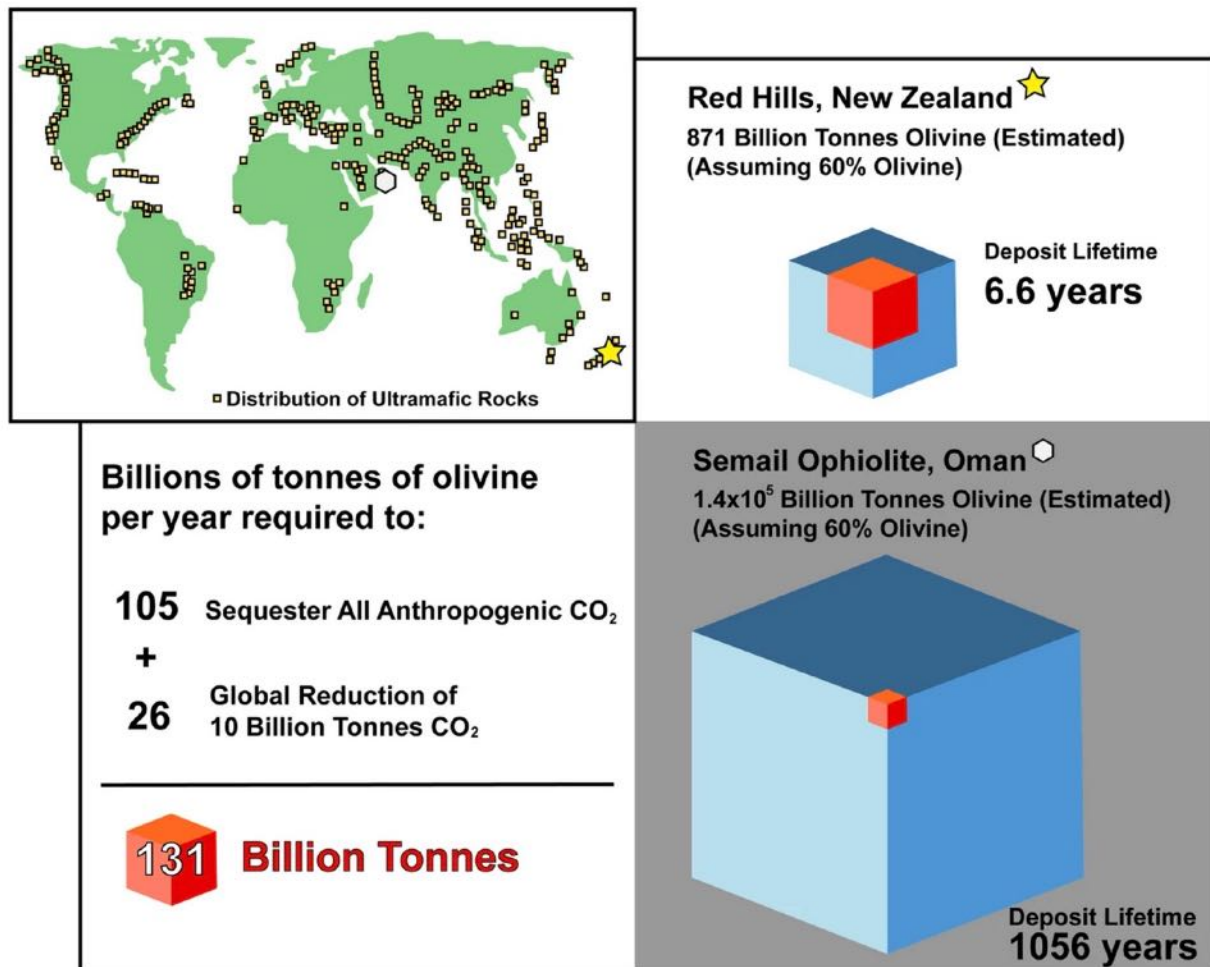 Distribution of Ultramafic Rocks
Red Hills, New Zealand
871 Billion Tonnes Olivine (Estimated)
(Assuming 60% Olivine)
Deposit Lifetime
6.6 years
Billions of tonnes of olivine
per year required to:
105 Sequester All Anthropogenic CO₂
+
26 Global Reduction of
10 Billion Tonnes CO₂
131 Billion Tonnes
Semail Ophiolite, Oman
1.4x10⁵ Billion Tonnes Olivine (Estimated)
(Assuming 60% Olivine)
Deposit Lifetime
1056 years